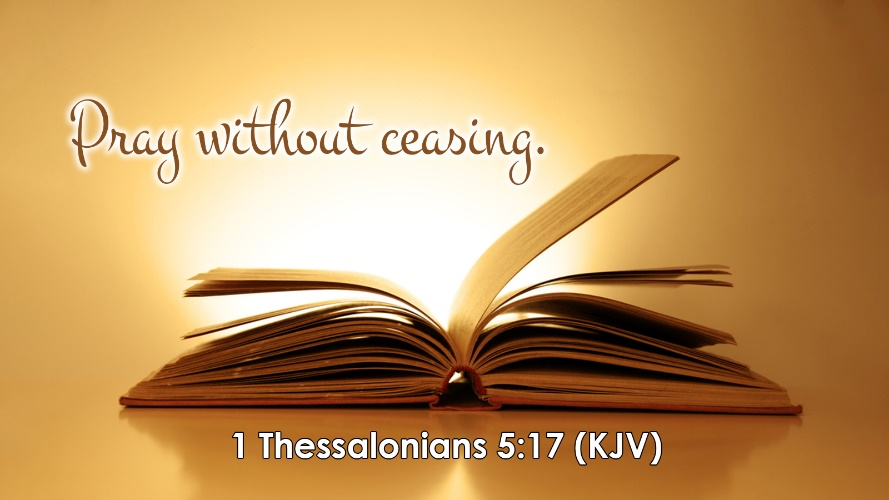 Pray without ceasing.
1 Thessalonians 5:17 (KJV)